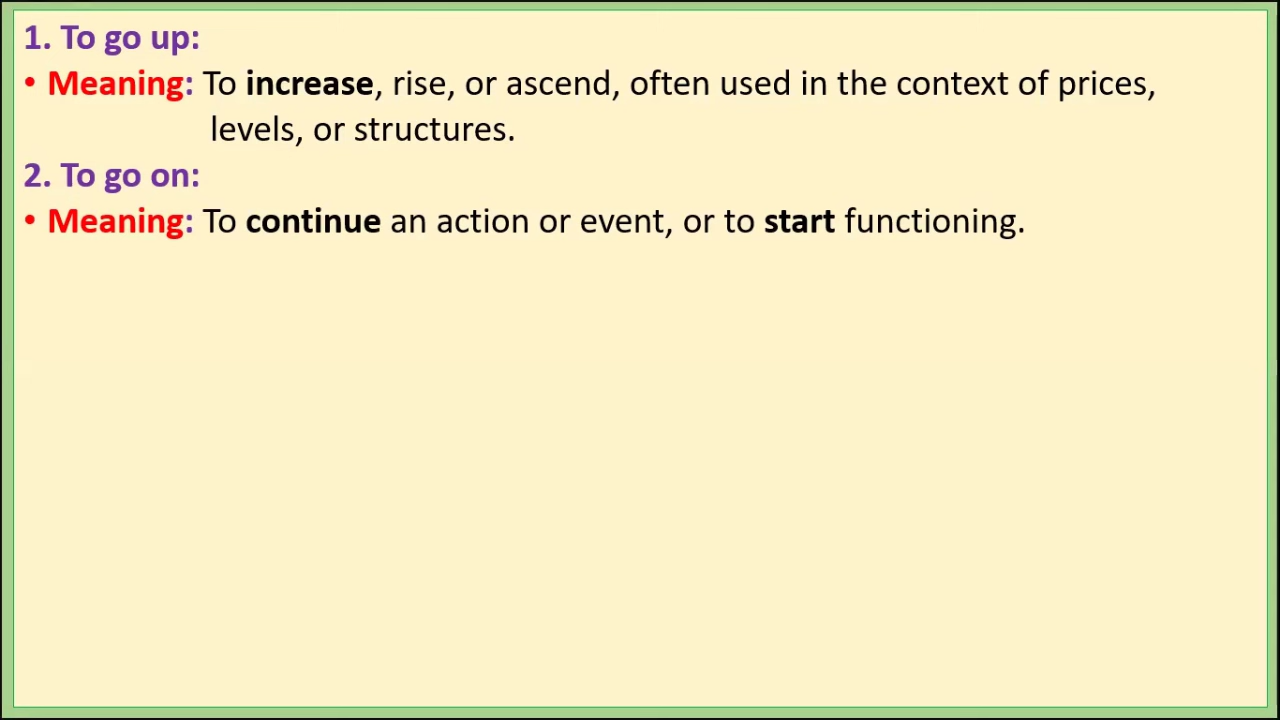 1. To go up:
• Meaning: To increase, rise, or ascend, often used in the context of prices,
levels, or structures.
2. To go on:
• Meaning: To continue an action or event, or to start functioning.